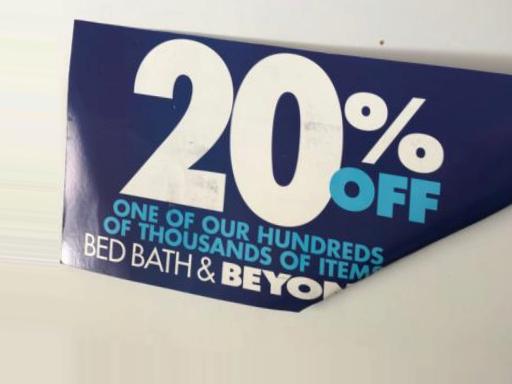 20% OFF
ONE OF OUR HUNDREDS
OF THOUSANDS OF ITEMS
BED BATH & BEYON